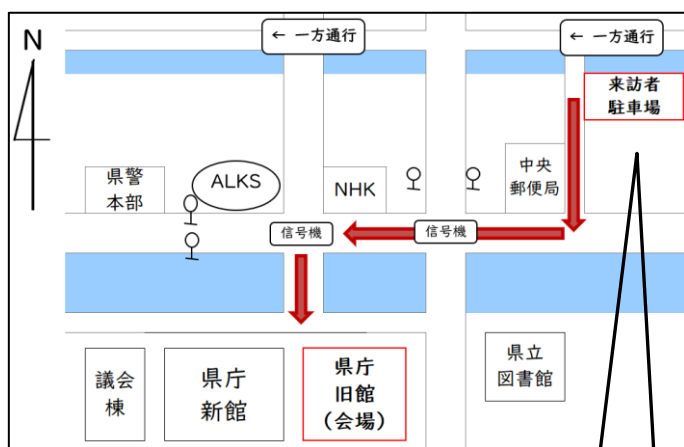 N
← 一方通行
← 一方通行
来訪者
駐車場
県警
本部
ALKS
NHK
中央
郵便局
信号機
信号機
議会
棟
県庁
新館
県庁
旧館
(会場)
県立
図書館